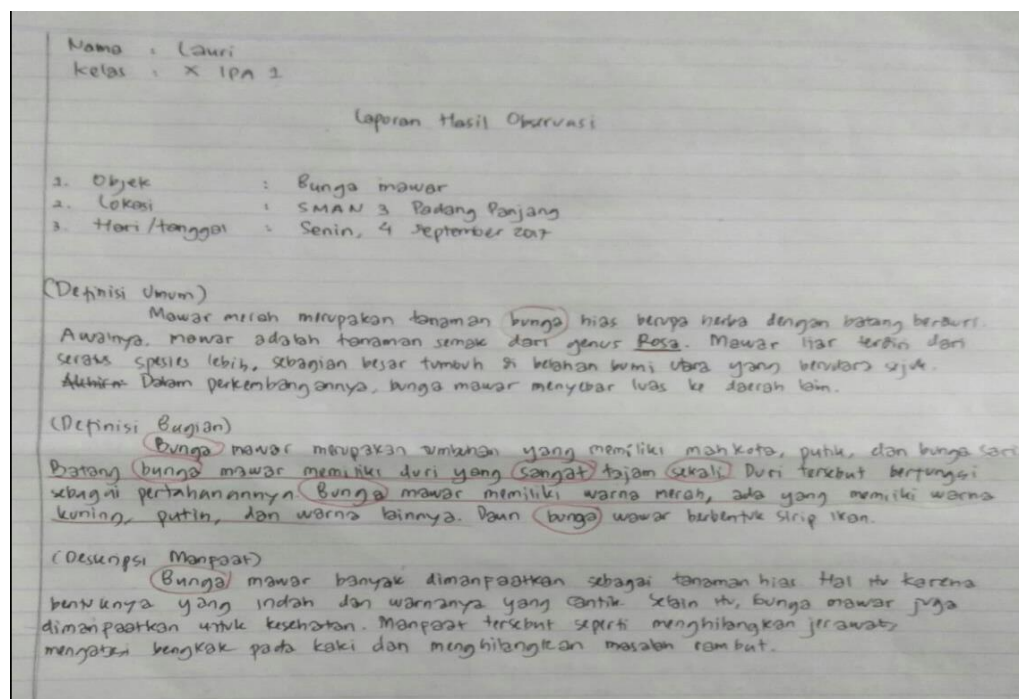 Nama : Lauri
Kelas : X IPA 1
Laporan Hasil Observasi
1. Objek : Bunga mawar
2. Lokasi : SMAN 3 Padang Panjang
3. Hari/tanggal : Senin, 4 September 2017
(Definisi Umum)
Mawar merah merupakan tanaman bunga hias berupa herba dengan batang berduri.
Awalnya, mawar adalah tanaman semak dari genus Rosa. Mawar liar terdiri dari
seratus spesies lebih, sebagian besar tumbuh di belahan bumi utara yang berudara sejuk.
Dalam perkembangannya, bunga mawar menyebar luas ke daerah lain.
(Definisi Bagian)
Bunga mawar merupakan tumbuhan yang memiliki mahkota, putik, dan bunga sari
Batang bunga mawar memiliki duri yang sangat tajam sekali Duri tersebut berfungsi
sebagai pertahanannya. Bunga mawar memiliki warna merah, ada yang memiliki warna
kuning, putih, dan warna lainnya. Daun bunga wawar berbentuk sirip ikan.
(Deskripsi Manpaat)
Bunga mawar banyak dimanpaatkan sebagai tanaman hias. Hal itu karena
bentuknya yang indah dan warnanya yang cantik. Selain itu, bunga mawar juga
dimanpaatkan untuk kesehatan. Manpaat tersebut seperti menghilangkan jerawat,
mengatasi bengkak pada kaki dan menghilangkan masalah rambut.